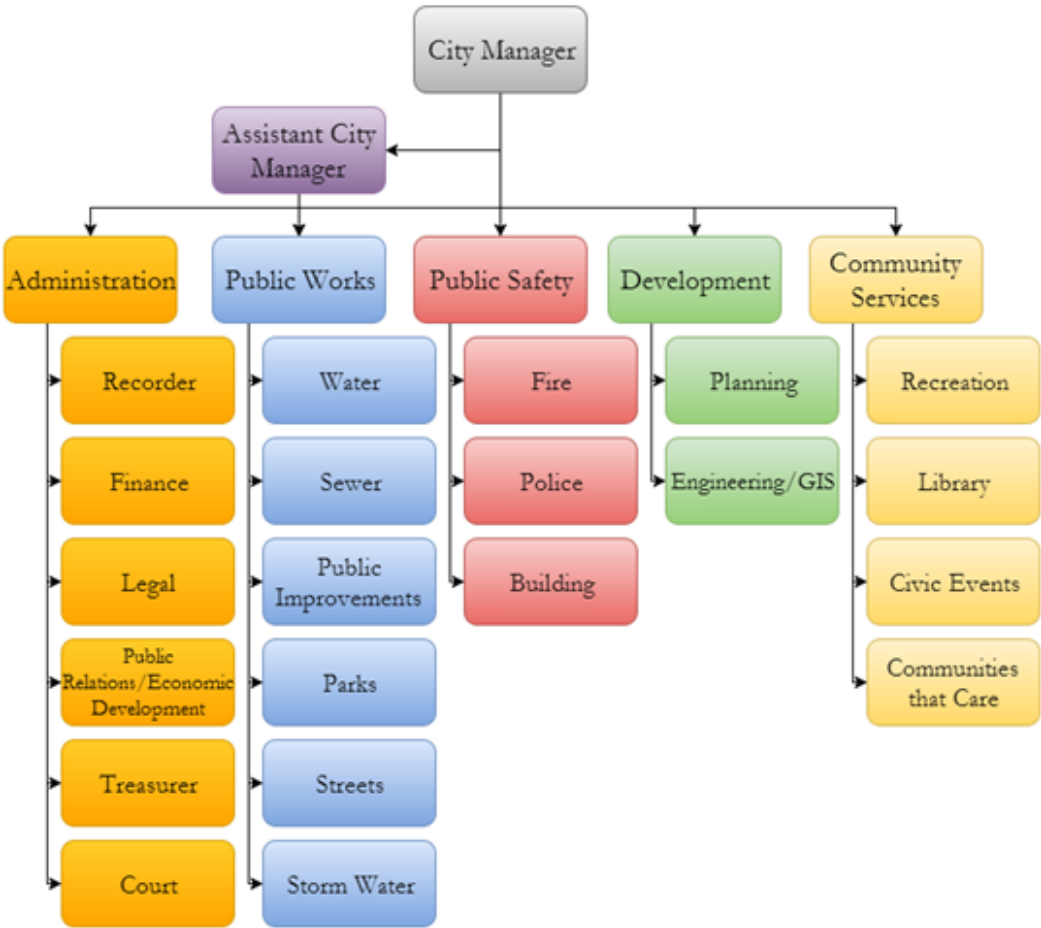 City Manager
Assistant City
Manager
Administration
Public Works
Public Safety
Development
Community
Services
Recorder
Finance
Legal
Public
Relations/Economic
Development
Treasurer
Court
Water
Sewer
Public
Improvements
Parks
Streets
Storm Water
Fire
Police
Building
Planning
Engineering/GIS
Recreation
Library
Civic Events
Communities
that Care